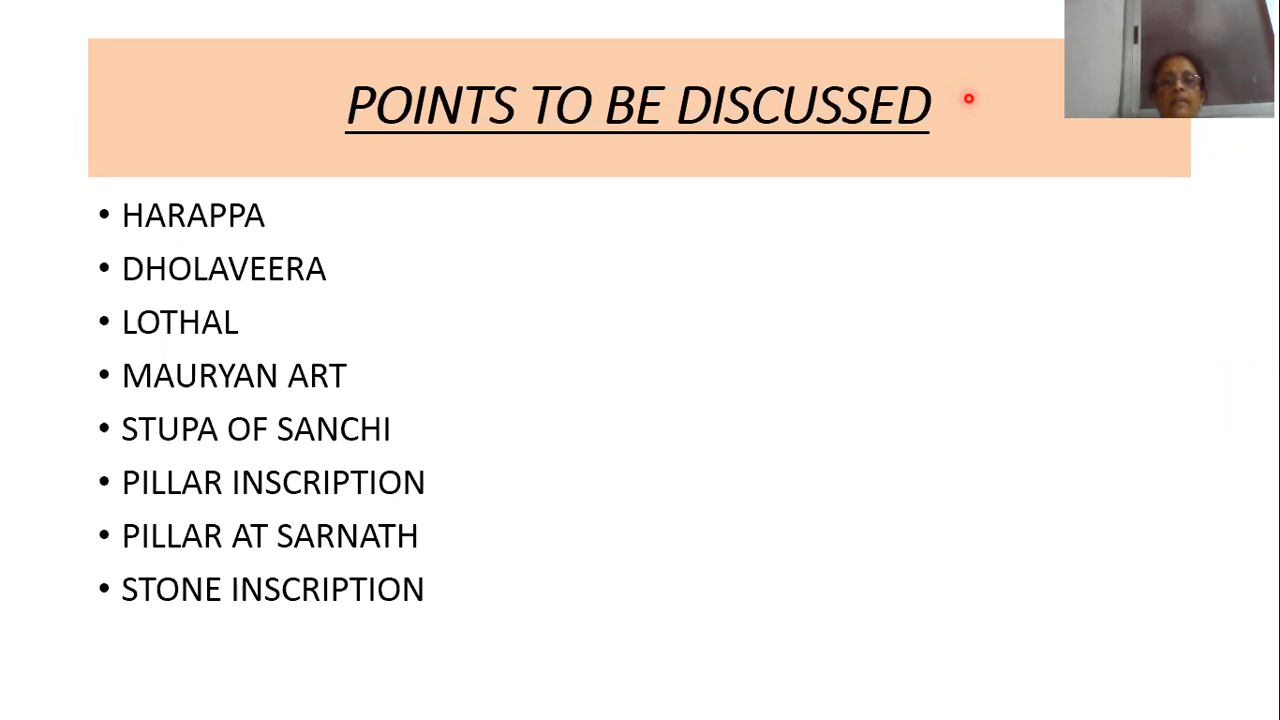 POINTS TO BE DISCUSSED
• HARAPPA
• DHOLAVEERA
• LOTHAL
• MAURYAN ART
• STUPA OF SANCHI
• PILLAR INSCRIPTION
• PILLAR AT SARNATH
• STONE INSCRIPTION